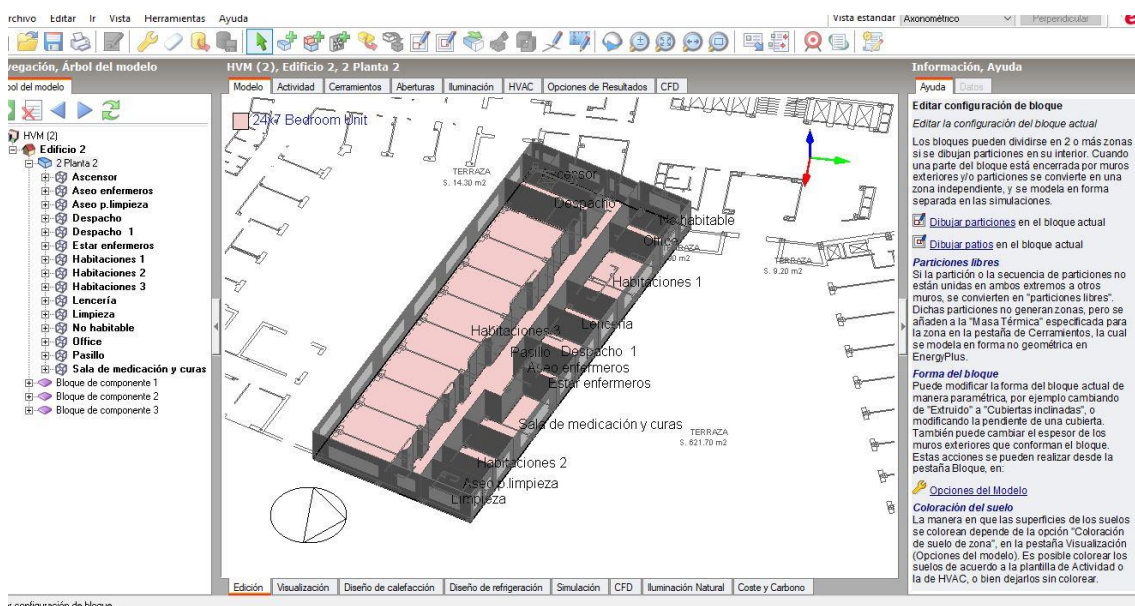 rchivo Editar Ir Vista Herramientas Ayuda
Vista estándar Axonométrico Perpendicular
vegación, Árbol del modelo
HVM (2), Edificio 2, 2 Planta 2
Información, Ayuda
bol del modelo
Modelo Actividad Cerramientos Aberturas Iluminación HVAC Opciones de Resultados CFD
Ayuda Datos
HVM (2)
Edificio 2
2 Planta 2
Ascensor
Aseo enfermeros
Aseo p.limpieza
Despacho
Despacho 1
Estar enfermeros
Habitaciones 1
Habitaciones 2
Habitaciones 3
Lencería
Limpieza
No habitable
Office
Pasillo
Sala de medicación y curas
Bloque de componente 1
Bloque de componente 2
Bloque de componente 3
24x7 Bedroom Unit
TERRAZA
S. 14.30 m2
Ascensor
Despacho
No habitable
Office
TERRAZA
S. 9.20 m2
Habitaciones 1
Lencería
Habitaciones 3
Pasillo Despacho 1
Aseo enfermeros
Estar enfermeros
Sala de medicación y curas
TERRAZA
S. 621.70 m2
Habitaciones 2
Aseo p.limpieza
Limpieza
Editar configuración de bloque
Editar la configuración del bloque actual
Los bloques pueden dividirse en 2 o más zonas
si se dibujan particiones en su interior. Cuando
una parte del bloque está encerrada por muros
exteriores y/o particiones se convierte en una
zona independiente, y se modela en forma
separada en las simulaciones.
Dibujar particiones en el bloque actual
Dibujar patios en el bloque actual
Particiones libres
Si la partición o la secuencia de particiones no
están unidas en ambos extremos a otros
muros, se convierten en "particiones libres".
Dichas particiones no generan zonas, pero se
añaden a la "Masa Térmica" especificada para
la zona en la pestaña de Cerramientos, la cual
se modela en forma no geométrica en
EnergyPlus.
Forma del bloque
Puede modificar la forma del bloque actual de
manera paramétrica, por ejemplo cambiando
de "Extruido" a "Cubiertas inclinadas", o
modificando la pendiente de una cubierta.
También puede cambiar el espesor de los
muros exteriores que conforman el bloque.
Estas acciones se pueden realizar desde la
pestaña Bloque, en:
Opciones del Modelo
Coloración del suelo
La manera en que las superficies de los suelos
se colorean depende de la opción "Coloración
de suelo de zona", en la pestaña Visualización
(Opciones del modelo). Es posible colorear los
suelos de acuerdo a la plantilla de Actividad o
la de HVAC, o bien dejarlos sin colorear.
Edición Visualización Diseño de calefacción Diseño de refrigeración Simulación CFD Iluminación Natural Coste y Carbono